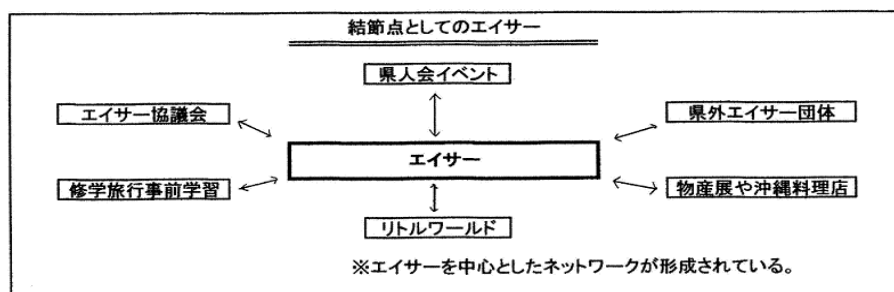 結節点としてのエイサー
県人会イベント
エイサー協議会
県外エイサー団体
エイサー
修学旅行事前学習
物産展や沖縄料理店
リトルワールド
※エイサーを中心としたネットワークが形成されている。